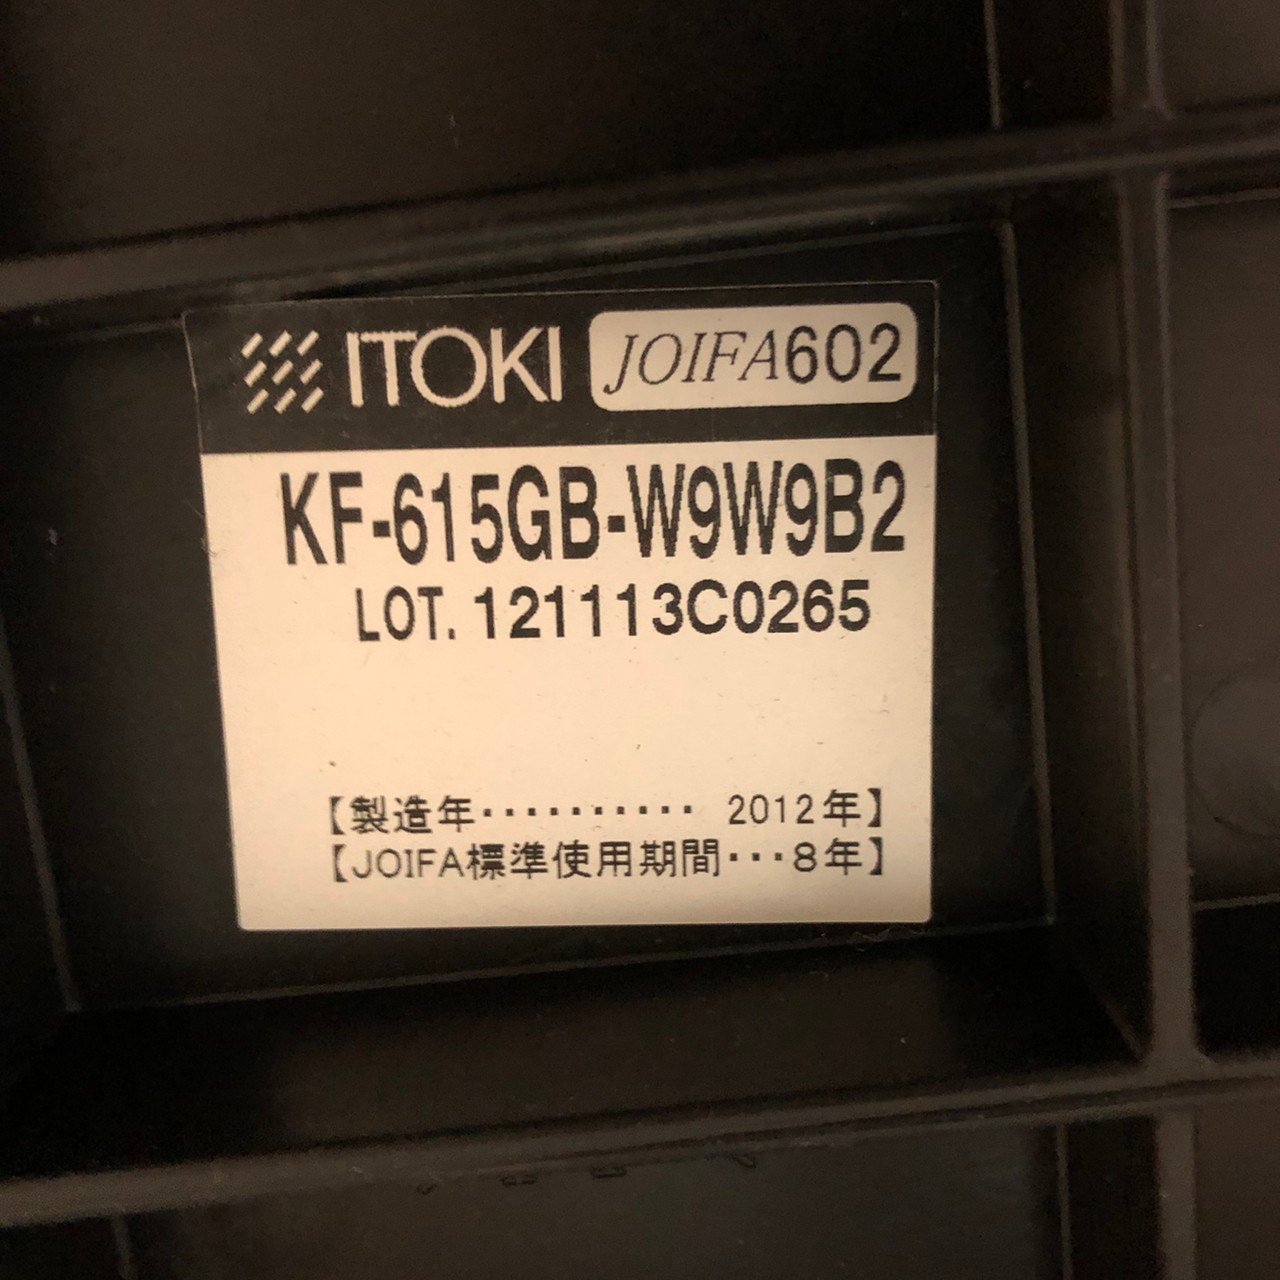 ITOKI JOIFA602
KF-615GB-W9W9B2
LOT. 121113C0265
【製造年・・・・・・・・・・ 2012年】
【JOIFA標準使用期間・・・8年】